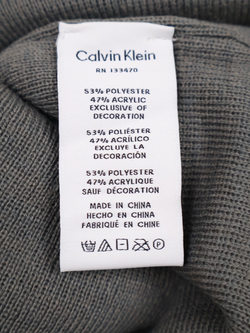 Calvin Klein
RN 133470
53% POLYESTER
47% ACRYLIC
EXCLUSIVE OF
DECORATION
53% POLIÉSTER
47% ACRÍLICO
EXCLUYE LA
DECORACIÓN
53% POLYESTER
47% ACRYLIQUE
SAUF DÉCORATION
MADE IN CHINA
HECHO EN CHINA
FABRIQUÉ EN CHINE